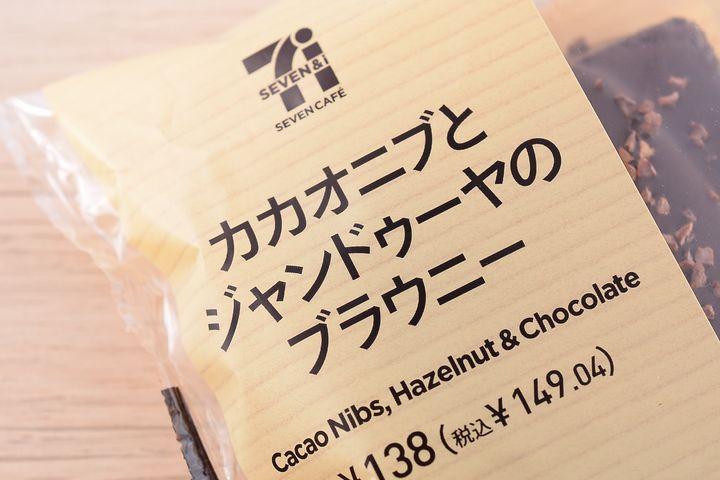 SEVEN&i
SEVEN CAFÉ
カカオニブと
ジャンドゥーヤの
ブラウニー
Cacao Nibs, Hazelnut & Chocolate
¥138(税込¥149.04)